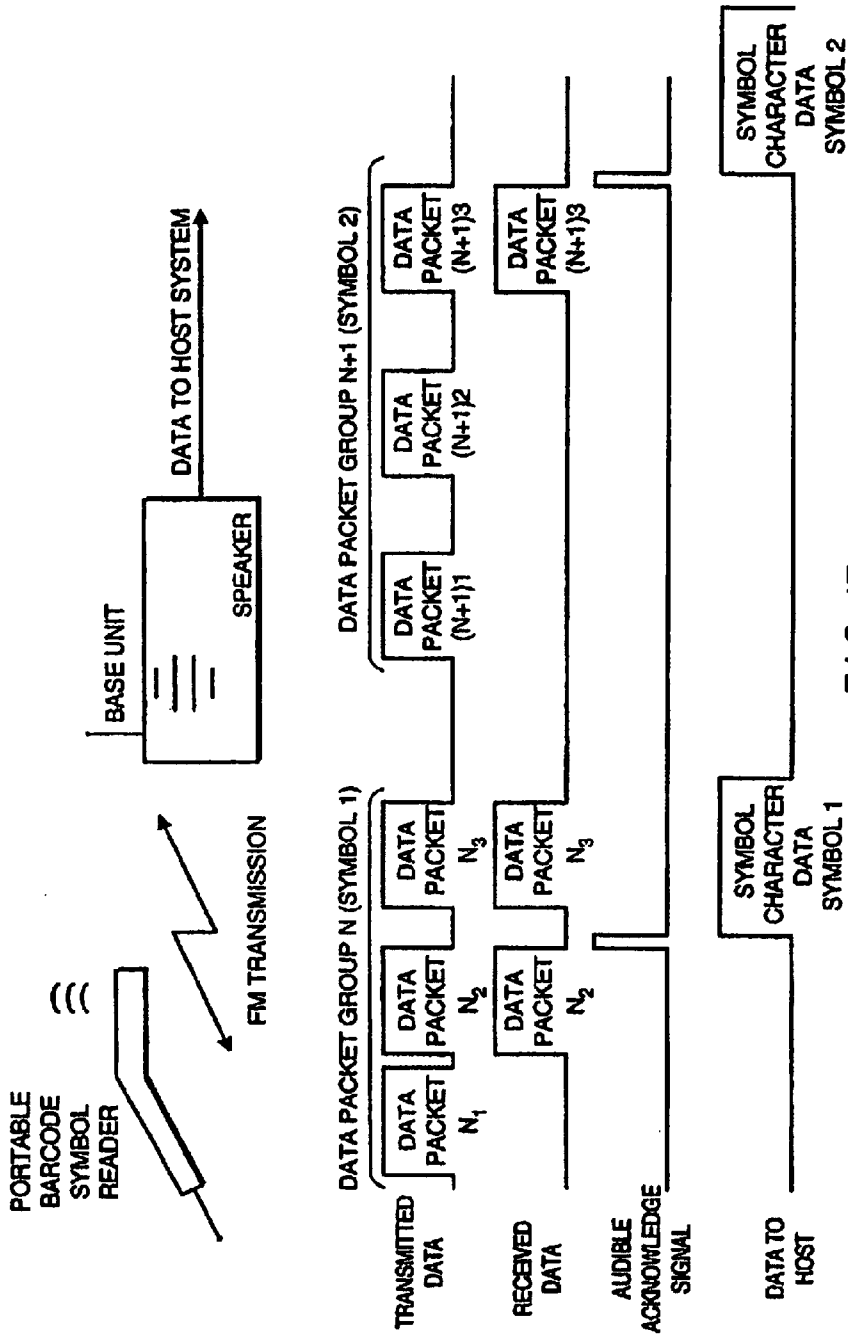 PORTABLE
BARCODE
SYMBOL
READER
FM TRANSMISSION
BASE UNIT
SPEAKER
DATA TO HOST SYSTEM
DATA PACKET GROUP N (SYMBOL 1)
DATA PACKET GROUP N+1 (SYMBOL 2)
TRANSMITTED
DATA
DATA
PACKET
N₁
DATA
PACKET
N₂
DATA
PACKET
N₃
DATA
PACKET
(N+1)1
DATA
PACKET
(N+1)2
DATA
PACKET
(N+1)3
RECEIVED
DATA
DATA
PACKET
N₂
DATA
PACKET
N₃
DATA
PACKET
(N+1)3
AUDIBLE
ACKNOWLEDGE
SIGNAL
DATA TO
HOST
SYMBOL
CHARACTER
DATA
SYMBOL 1
SYMBOL
CHARACTER
DATA
SYMBOL 2